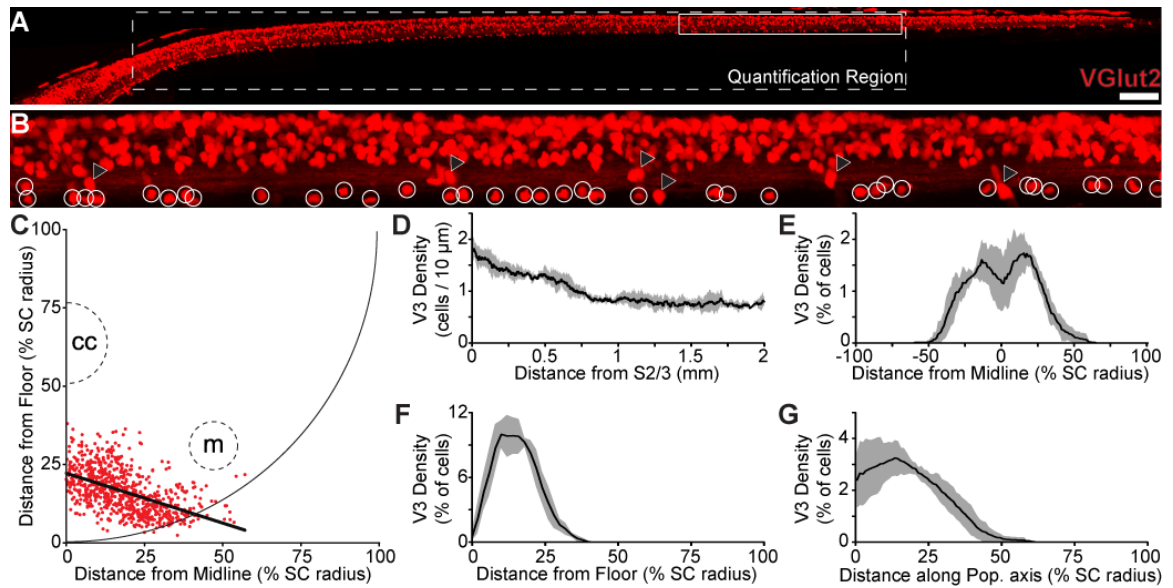 A
Quantification Region
VGlut2
B
C
100
75
50
25
0
0 25 50 75 100
cc
m
Distance from Floor (% SC radius)
Distance from Midline (% SC radius)
D
V3 Density
(cells / 10 µm)
2
1
0
0 0.5 1 1.5 2
Distance from S2/3 (mm)
E
V3 Density
(% of cells)
2
1
0
-100 -50 0 50 100
Distance from Midline (% SC radius)
F
V3 Density
(% of cells)
12
9
6
3
0
0 25 50 75 100
Distance from Floor (% SC radius)
G
V3 Density
(% of cells)
4
2
0
0 25 50 75 100
Distance along Pop. axis (% SC radius)